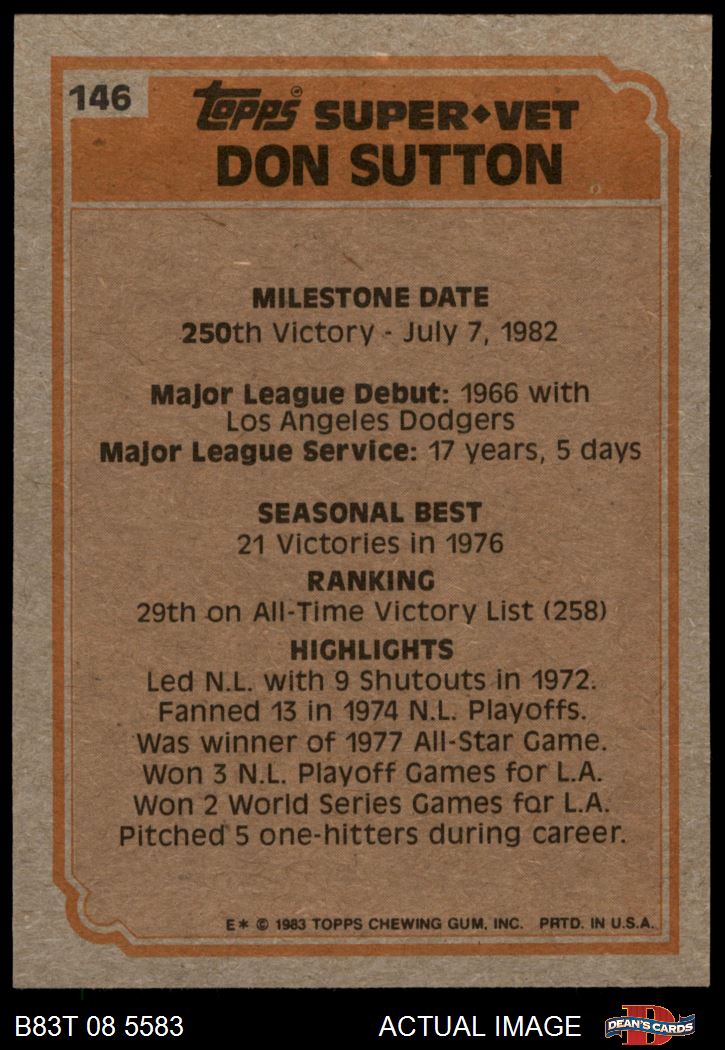 146
Topps® SUPER◆VET
DON SUTTON
MILESTONE DATE
250th Victory - July 7, 1982
Major League Debut: 1966 with
Los Angeles Dodgers
Major League Service: 17 years, 5 days
SEASONAL BEST
21 Victories in 1976
RANKING
29th on All-Time Victory List (258)
HIGHLIGHTS
Led N.L. with 9 Shutouts in 1972.
Fanned 13 in 1974 N.L. Playoffs.
Was winner of 1977 All-Star Game.
Won 3 N.L. Playoff Games for L.A.
Won 2 World Series Games for L.A.
Pitched 5 one-hitters during career.
E* © 1983 TOPPS CHEWING GUM, INC. PRTD. IN U.S.A.
B83T 08 5583 ACTUAL IMAGE
D
DEAN'S CARDS